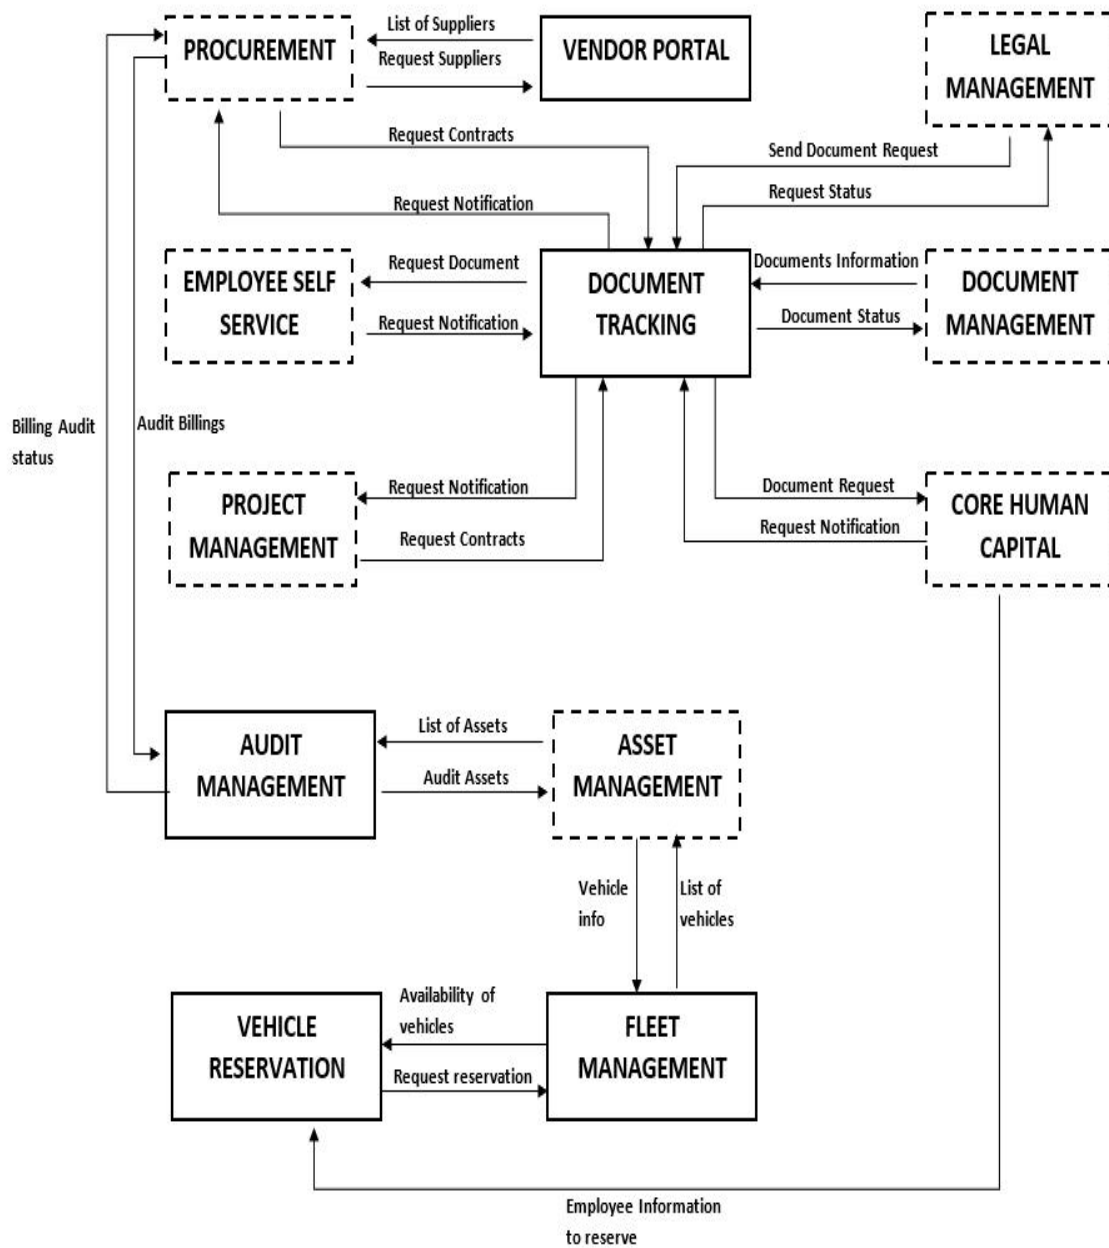 PROCUREMENT
List of Suppliers
Request Suppliers
VENDOR PORTAL
LEGAL
MANAGEMENT
Request Contracts
Send Document Request
Request Notification
Request Status
EMPLOYEE SELF
SERVICE
Request Document
Request Notification
DOCUMENT
TRACKING
Documents Information
Document Status
DOCUMENT
MANAGEMENT
Billing Audit
status
Audit Billings
PROJECT
MANAGEMENT
Request Notification
Request Contracts
Document Request
Request Notification
CORE HUMAN
CAPITAL
AUDIT
MANAGEMENT
List of Assets
Audit Assets
ASSET
MANAGEMENT
Vehicle
info
List of
vehicles
VEHICLE
RESERVATION
Availability of
vehicles
Request reservation
FLEET
MANAGEMENT
Employee Information
to reserve